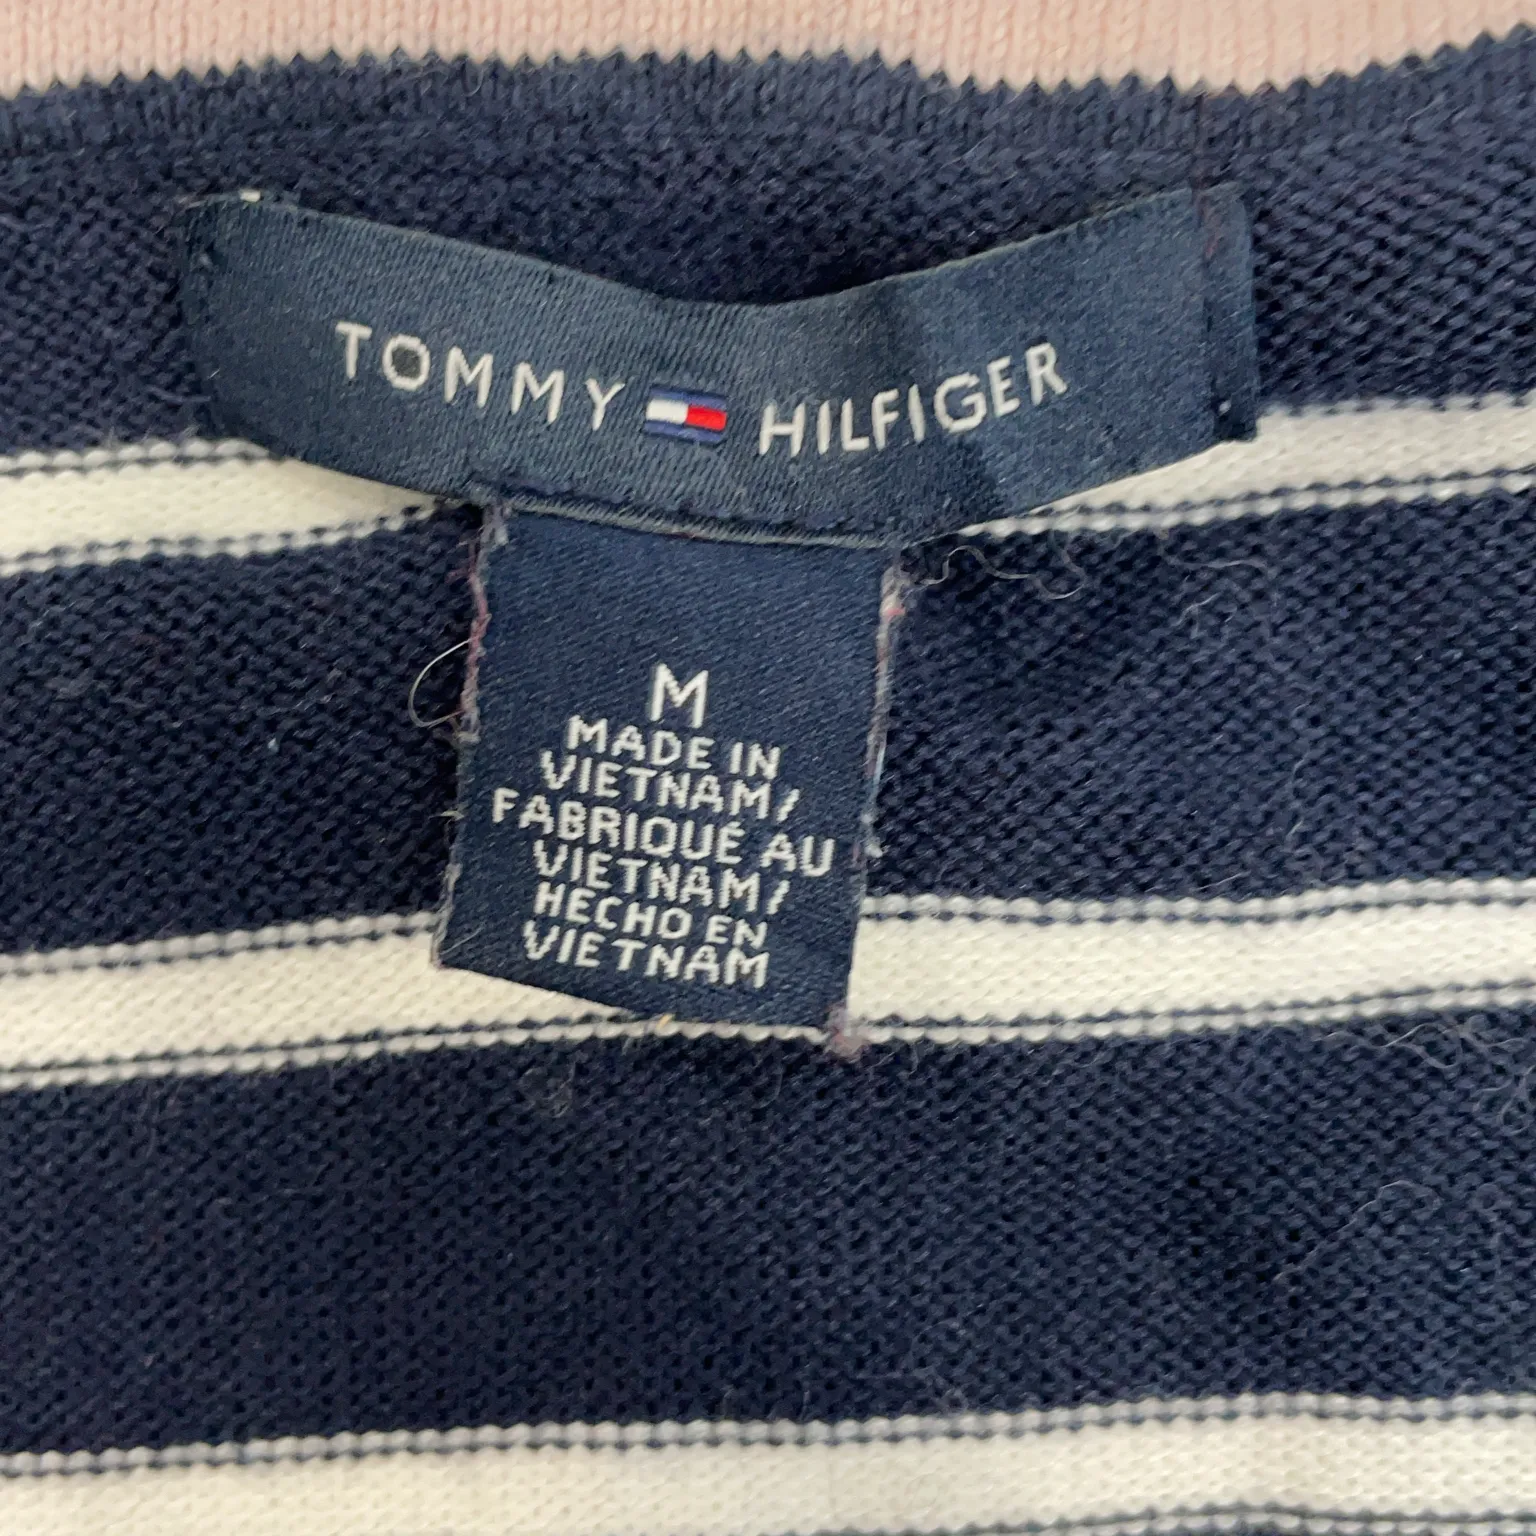 TOMMY HILFIGER
M
MADE IN
VIETNAM/
FABRIQUÉ AU
VIETNAM/
HECHO EN
VIETNAM